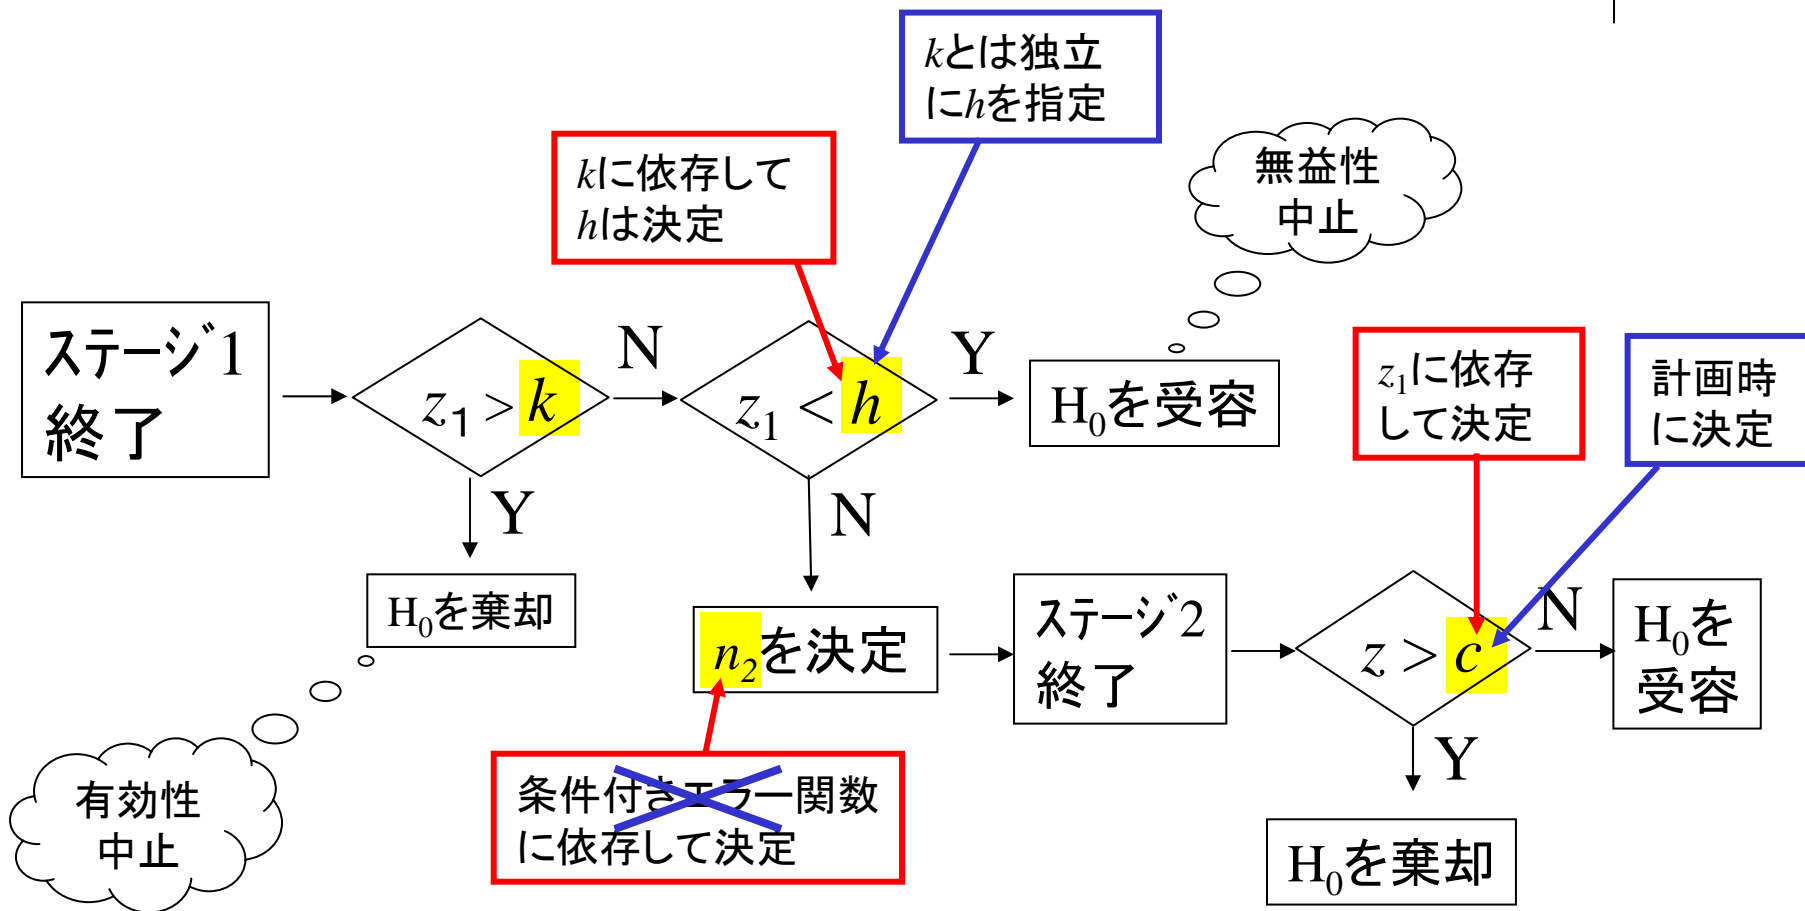 kとは独立
にhを指定
kに依存して
hは決定
無益性
中止
ステージ1
終了
z₁ > k
N
z₁ < h
Y
H₀を受容
z₁に依存
して決定
計画時
に決定
Y
N
H₀を棄却
n₂を決定
ステージ2
終了
z > c
N
H₀を
受容
Y
有効性
中止
条件付きエラー関数
に依存して決定
H₀を棄却